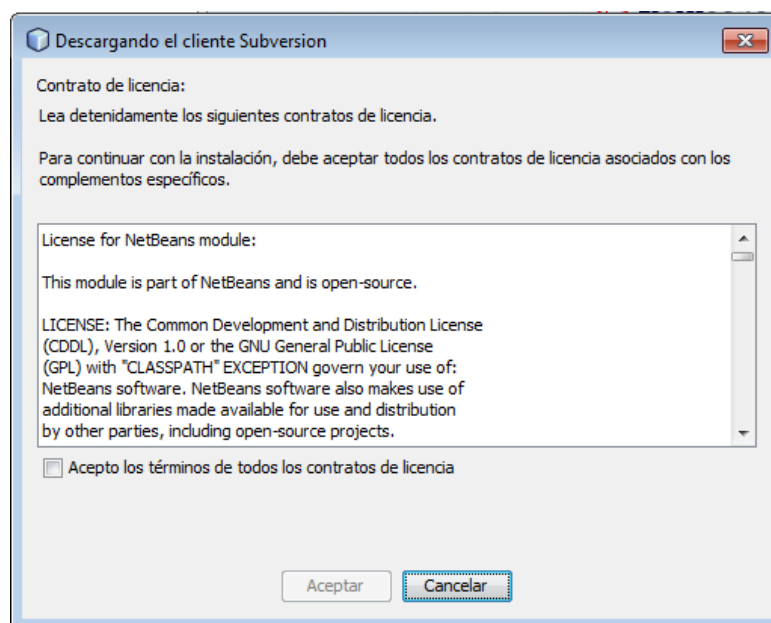 Descargando el cliente Subversion
Contrato de licencia:
Lea detenidamente los siguientes contratos de licencia.
Para continuar con la instalación, debe aceptar todos los contratos de licencia asociados con los
complementos específicos.
License for NetBeans module:
This module is part of NetBeans and is open-source.
LICENSE: The Common Development and Distribution License
(CDDL), Version 1.0 or the GNU General Public License
(GPL) with "CLASSPATH" EXCEPTION govern your use of:
NetBeans software. NetBeans software also makes use of
additional libraries made available for use and distribution
by other parties, including open-source projects.
Acepto los términos de todos los contratos de licencia
Aceptar
Cancelar